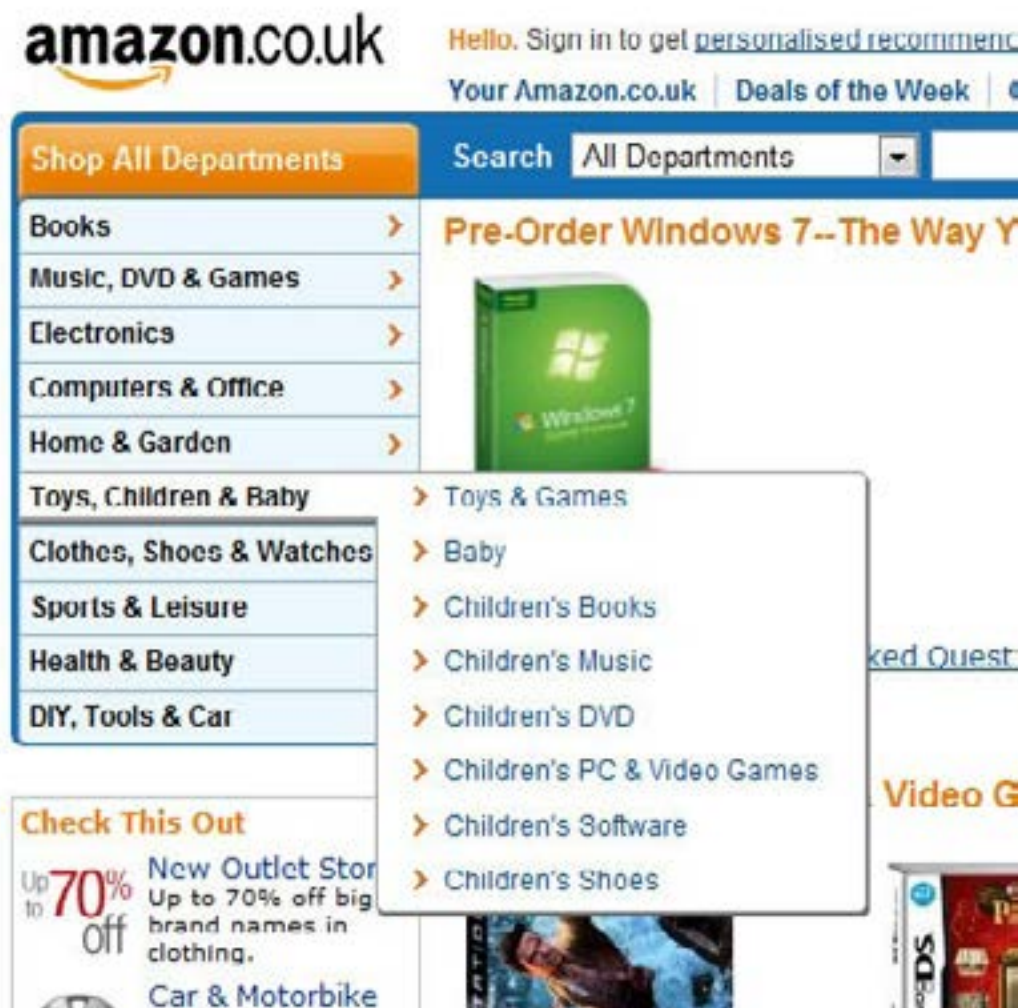 amazon.co.uk
Hello. Sign in to get personalised
Your Amazon.co.uk
Deals of the Week
Shop All Departments
Search
All Departments
Books
Music, DVD & Games
Electronics
Computers & Office
Home & Garden
Toys, Children & Baby
Clothes, Shoes & Watches
Sports & Leisure
Health & Beauty
DIY, Tools & Car
Pre-Order Windows 7--The Way
Windows 7
Toys & Games
Baby
Children's Books
Children's Music
Children's DVD
Children's PC & Video Games
Children's Software
Children's Shoes
Quest
Video
Check This Out
Up to 70% off
New Outlet
Up to 70% off big
brand names in
clothing.
Car & Motorbike